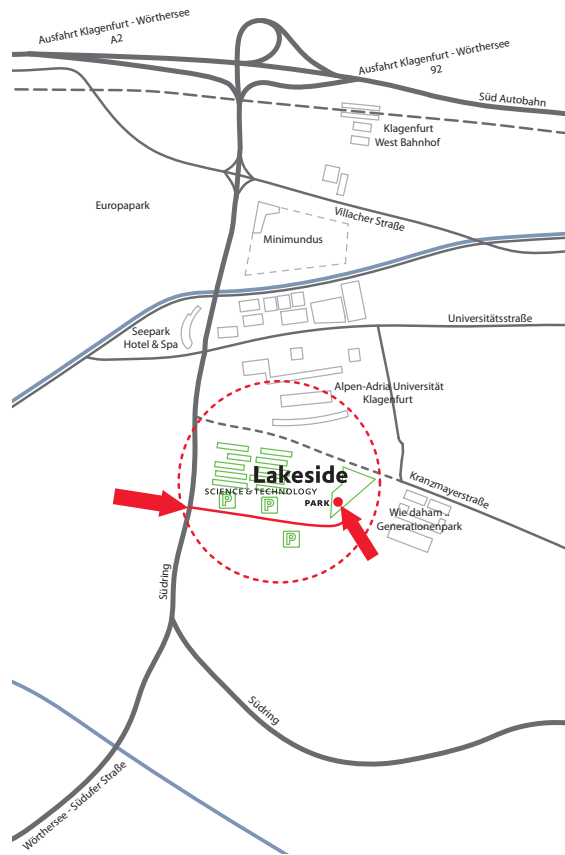 Ausfahrt Klagenfurt - Wörthersee
A2
Ausfahrt Klagenfurt - Wörthersee
92
Süd Autobahn
Klagenfurt
West Bahnhof
Europapark
Villacher Straße
Minimundus
Universitätsstraße
Seepark
Hotel & Spa
Alpen-Adria Universität
Klagenfurt
Lakeside
SCIENCE & TECHNOLOGY
PARK
Kranzmayerstraße
P
P
P
Wie daham ..
Generationenpark
Südring
Südring
Wörthersee - Südufer Straße